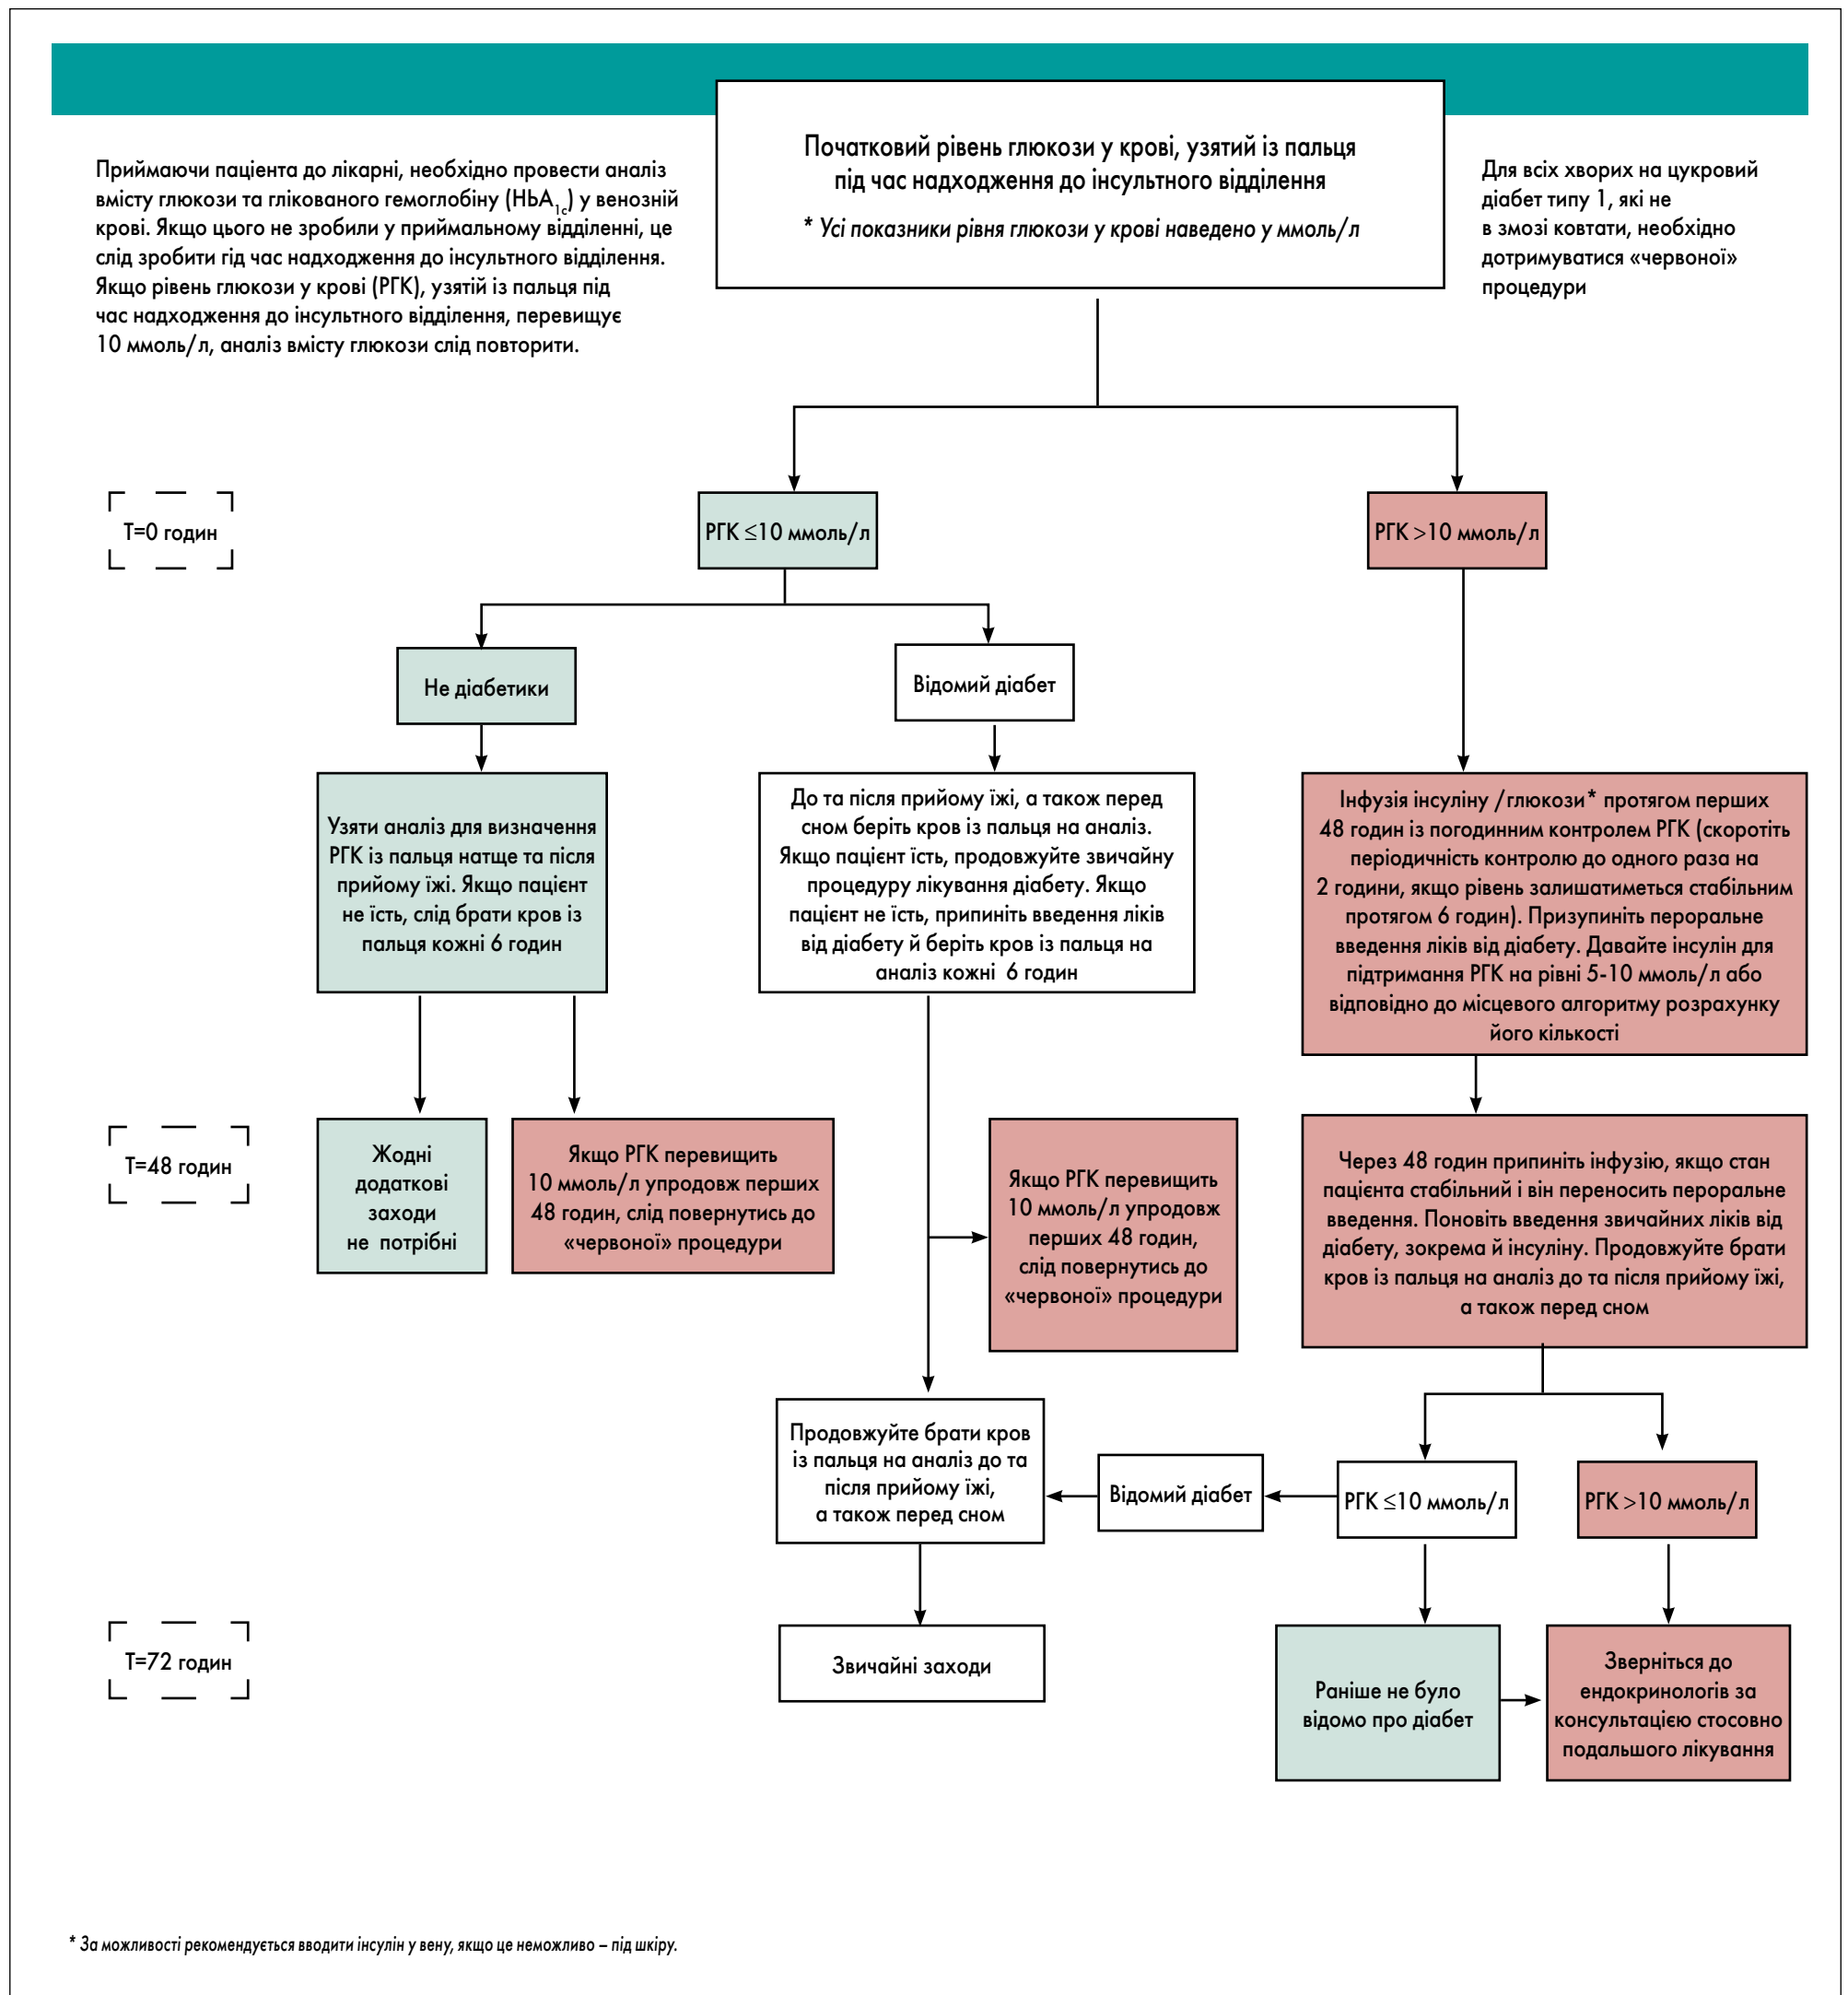 Початковий рівень глюкози у крові, узятий із пальця
під час надходження до інсультного відділення
* Усі показники рівня глюкози у крові наведено у ммоль/л
Приймаючи пацієнта до лікарні, необхідно провести аналіз
вмісту глюкози та глікованого гемоглобіну (HbA1c) у венозній
крові. Якщо цього не зробили у приймальному відділенні, це
слід зробити гід час надходження до інсультного відділення.
Якщо рівень глюкози у крові (РГК), узятій із пальця під
час надходження до інсультного відділення, перевищує
10 ммоль/л, аналіз вмісту глюкози слід повторити.
Для всіх хворих на цукровий
діабет типу 1, які не
в змозі ковтати, необхідно
дотримуватися «червоної»
процедури
Т=0 годин
РГК ≤10 ммоль/л
РГК >10 ммоль/л
Не діабетики
Відомий діабет
Узяти аналіз для визначення
РГК із пальця натще та після
прийому їжі. Якщо пацієнт
не їсть, слід брати кров із
пальця кожні 6 годин
До та після прийому їжі, а також перед
сном беріть кров із пальця на аналіз.
Якщо пацієнт їсть, продовжуйте звичайну
процедуру лікування діабету. Якщо
пацієнт не їсть, припиніть введення ліків
від діабету й беріть кров із пальця на
аналіз кожні 6 годин
Інфузія інсуліну /глюкози* протягом перших
48 годин із погодинним контролем РГК (скоротіть
періодичність контролю до одного раза на
2 години, якщо рівень залишатиметься стабільним
протягом 6 годин). Призупиніть пероральне
введення ліків від діабету. Давайте інсулін для
підтримання РГК на рівні 5-10 ммоль/л або
відповідно до місцевого алгоритму розрахунку
його кількості
Т=48 годин
Жодні
додаткові
заходи
не потрібні
Якщо РГК перевищить
10 ммоль/л упродовж перших
48 годин, слід повернутись до
«червоної» процедури
Якщо РГК перевищить
10 ммоль/л упродовж
перших 48 годин,
слід повернутись до
«червоної» процедури
Через 48 годин припиніть інфузію, якщо стан
пацієнта стабільний і він переносить пероральне
введення. Поновіть введення звичайних ліків від
діабету, зокрема й інсуліну. Продовжуйте брати
кров із пальця на аналіз до та після прийому їжі,
а також перед сном
Продовжуйте брати кров
із пальця на аналіз до та
після прийому їжі,
а також перед сном
Відомий діабет
РГК ≤10 ммоль/л
РГК >10 ммоль/л
Т=72 годин
Звичайні заходи
Раніше не було
відомо про діабет
Зверніться до
ендокринологів за
консультацією стосовно
подальшого лікування
* За можливості рекомендується вводити інсулін у вену, якщо це неможливо – під шкіру.